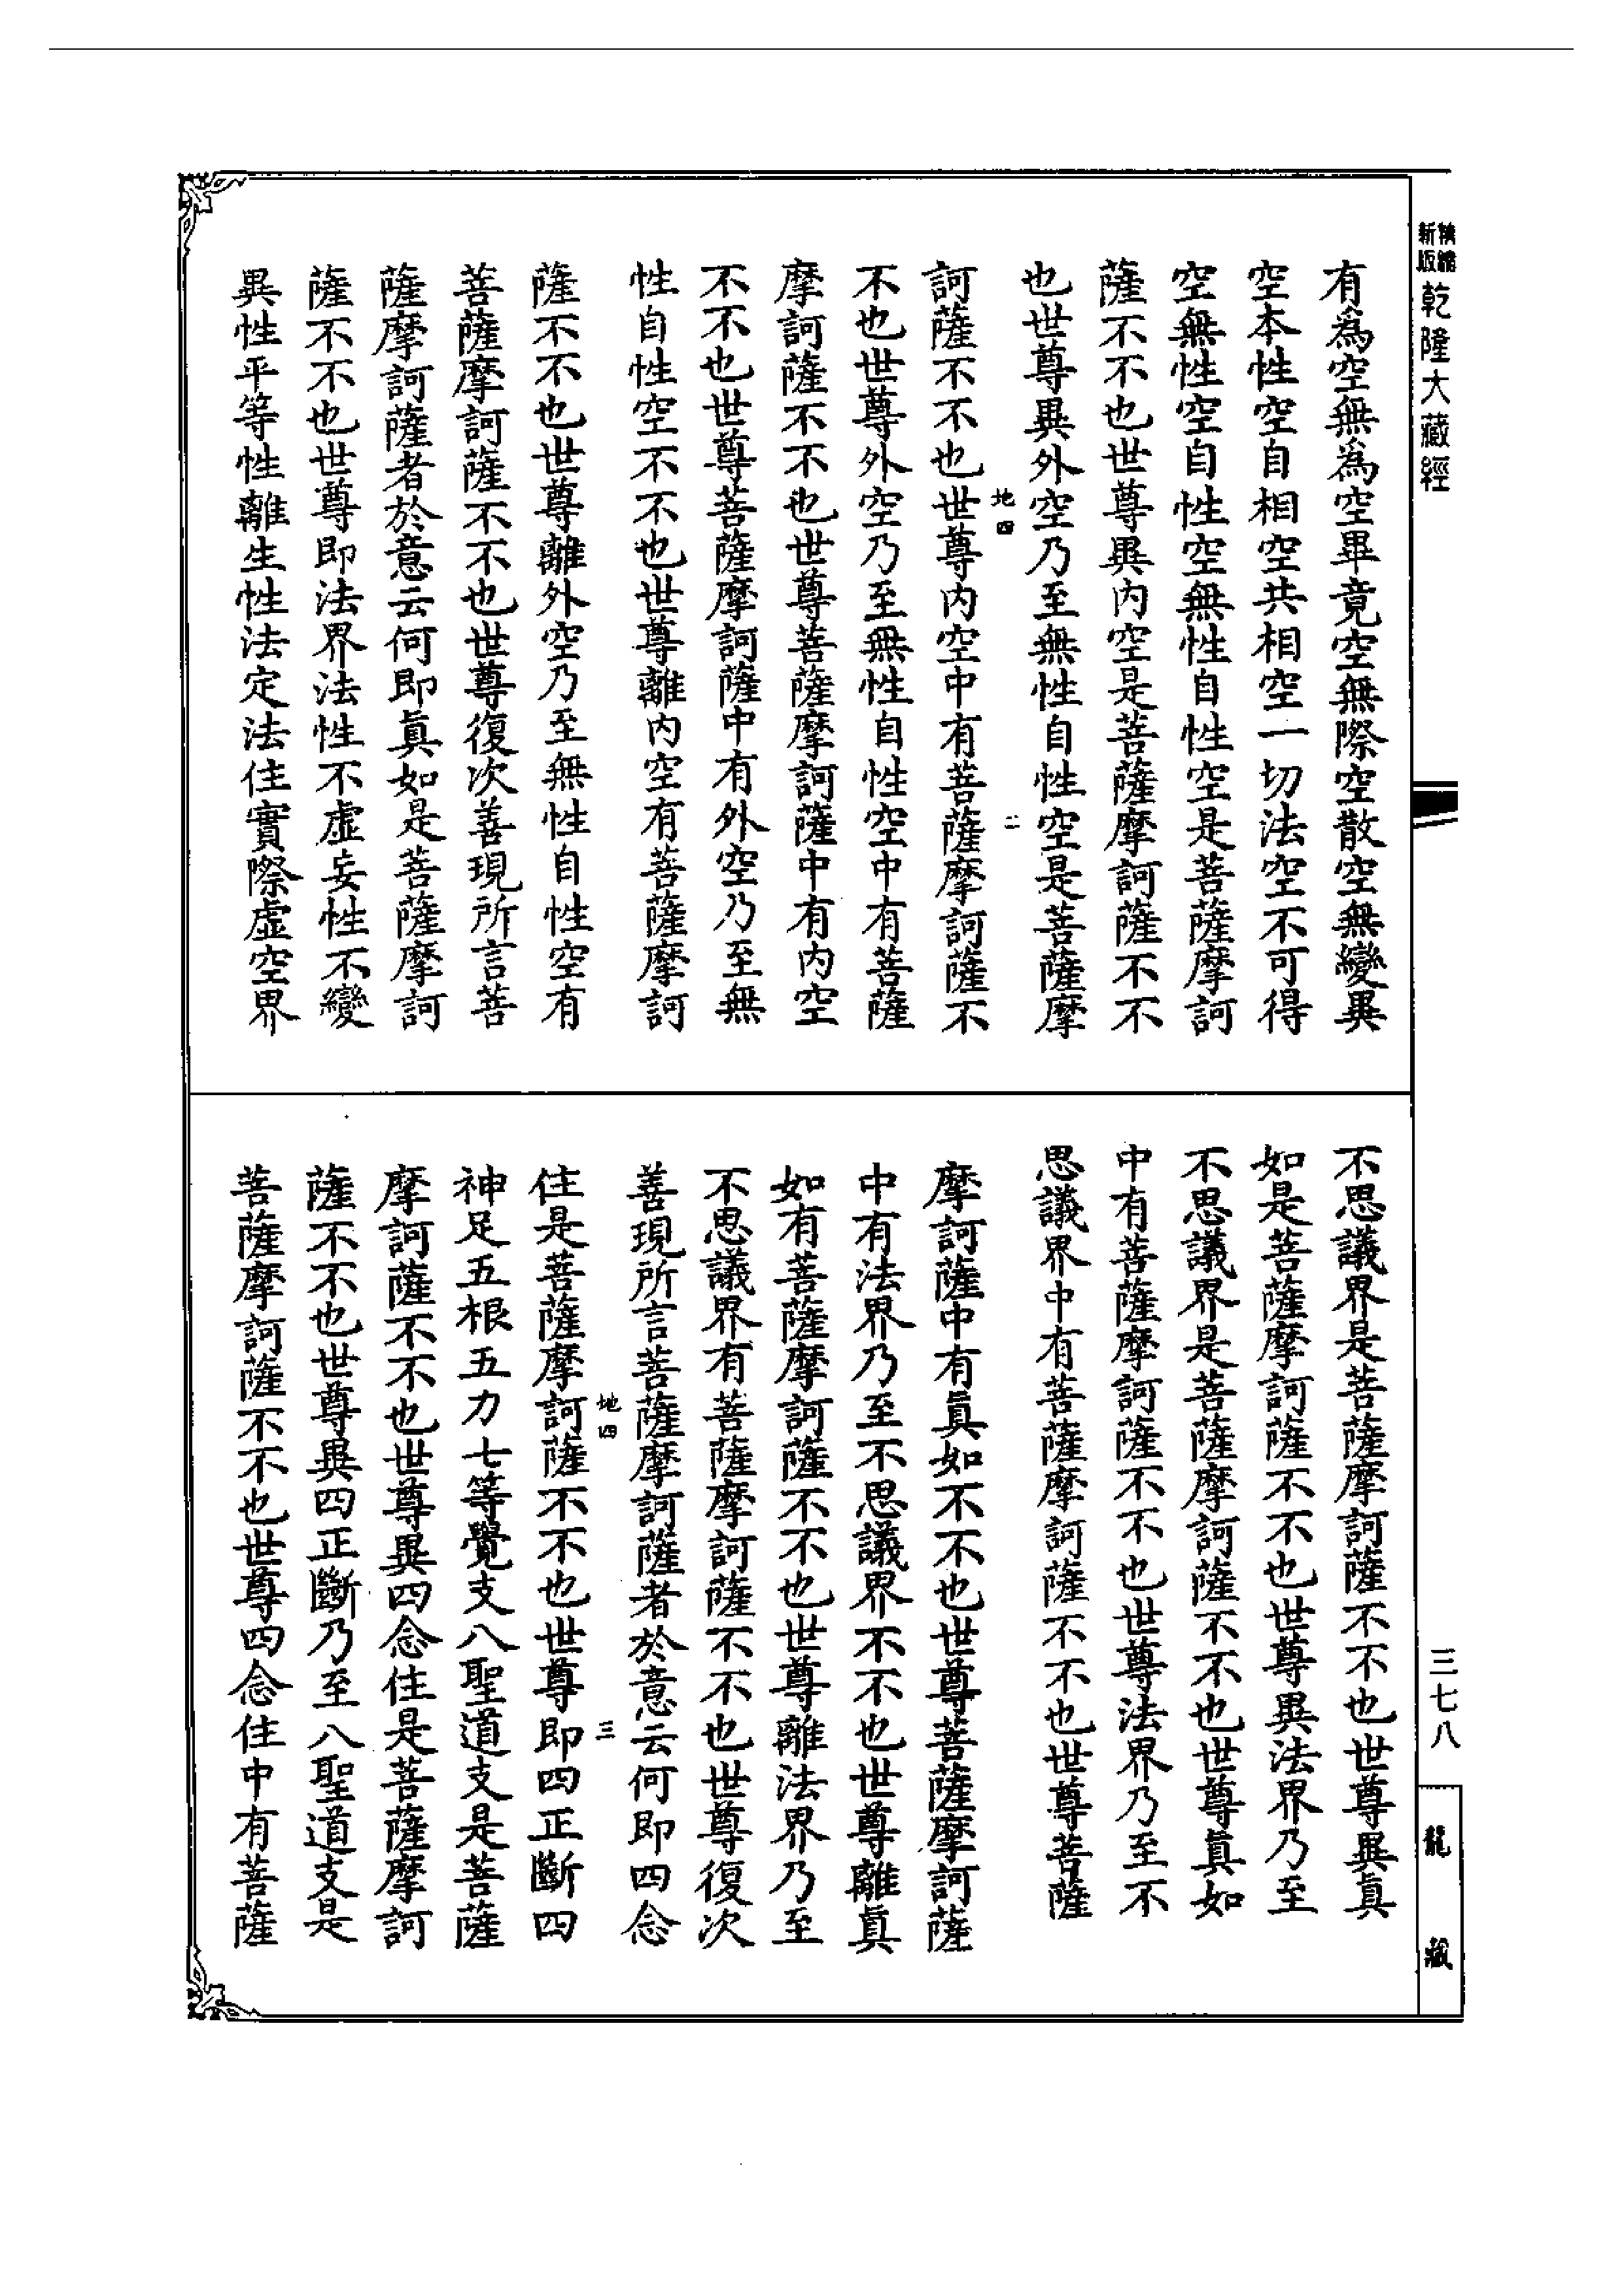 精縮
新版
乾隆大藏經
有為空無為空畢竟空無際空散空無變異
空本性空自相空共相空一切法空不可得
空無性空自性空無性自性空是菩薩摩訶
薩不不也世尊異內空是菩薩摩訶薩不不
也世尊異外空乃至無性自性空是菩薩摩
地四
二
訶薩不不也世尊內空中有菩薩摩訶薩不
不也世尊外空乃至無性自性空中有菩薩
摩訶薩不不也世尊菩薩摩訶薩中有內空
不不也世尊菩薩摩訶薩中有外空乃至無
性自性空不不也世尊離內空有菩薩摩訶
薩不不也世尊離外空乃至無性自性空有
菩薩摩訶薩不不也世尊復次善現所言菩
薩摩訶薩者於意云何即真如是菩薩摩訶
薩不不也世尊即法界法性不虛妄性不變
異性平等性離生性法定法住實際虛空界
不思議界是菩薩摩訶薩不不也世尊異真
如是菩薩摩訶薩不不也世尊異法界乃至
不思議界是菩薩摩訶薩不不也世尊真如
中有菩薩摩訶薩不不也世尊法界乃至不
思議界中有菩薩摩訶薩不不也世尊菩薩
摩訶薩中有真如不不也世尊菩薩摩訶薩
中有法界乃至不思議界不不也世尊離真
如有菩薩摩訶薩不不也世尊離法界乃至
不思議界有菩薩摩訶薩不不也世尊復次
善現所言菩薩摩訶薩者於意云何即四念
地四
三
住是菩薩摩訶薩不不也世尊即四正斷四
神足五根五力七等覺支八聖道支是菩薩
摩訶薩不不也世尊異四念住是菩薩摩訶
薩不不也世尊異四正斷乃至八聖道支是
菩薩摩訶薩不不也世尊四念住中有菩薩
三七八
龍藏